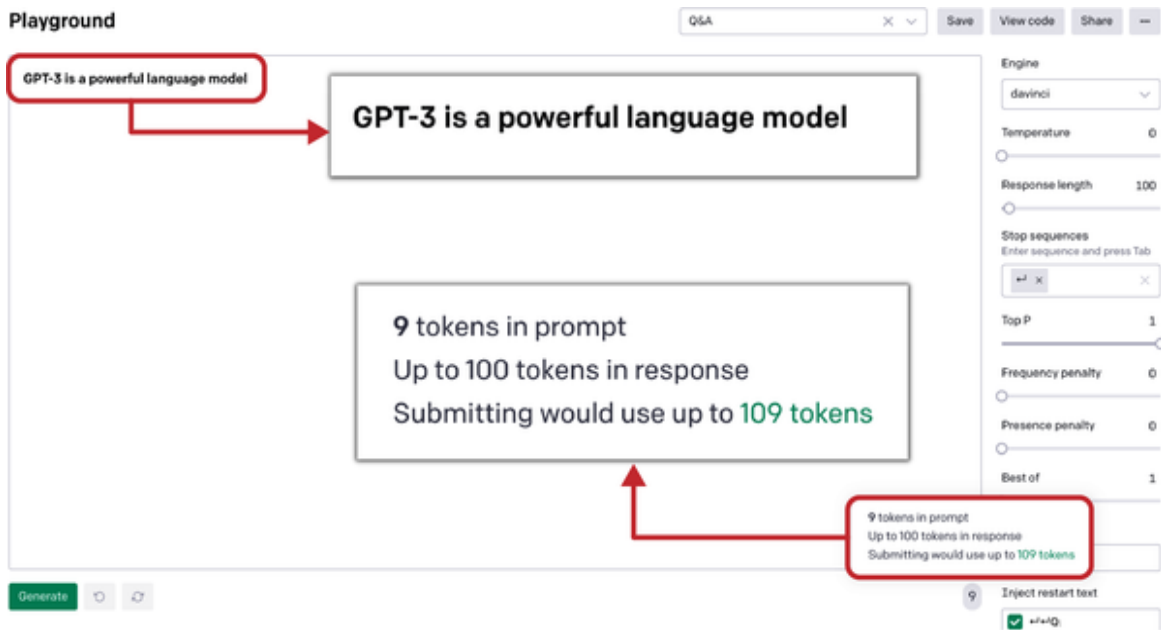 Playground
Q&A
Save
View code
Share
GPT-3 is a powerful language model
GPT-3 is a powerful language model
9 tokens in prompt
Up to 100 tokens in response
Submitting would use up to 109 tokens
Engine
davinci
Temperature 0
Response length 100
Stop sequences
Enter sequence and press Tab
↵ ×
Top P 1
Frequency penalty 0
Presence penalty 0
Best of 1
9 tokens in prompt
Up to 100 tokens in response
Submitting would use up to 109 tokens
Generate
9
Inject restart text
↵↵Q: